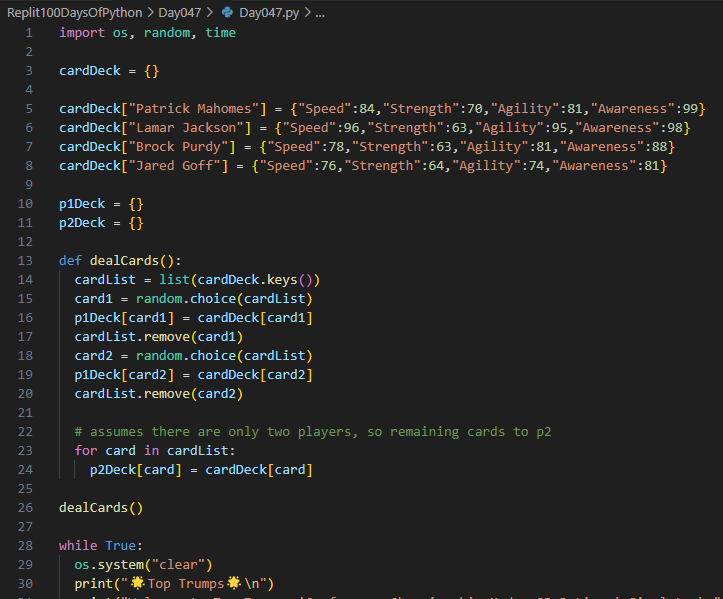 Replit100DaysOfPython > Day047 > Day047.py > ...
1 import os, random, time
2
3 cardDeck = {}
4
5 cardDeck["Patrick Mahomes"] = {"Speed":84,"Strength":70,"Agility":81,"Awareness":99}
6 cardDeck["Lamar Jackson"] = {"Speed":96,"Strength":63,"Agility":95,"Awareness":98}
7 cardDeck["Brock Purdy"] = {"Speed":78,"Strength":63,"Agility":81,"Awareness":88}
8 cardDeck["Jared Goff"] = {"Speed":76,"Strength":64,"Agility":74,"Awareness":81}
9
10 p1Deck = {}
11 p2Deck = {}
12
13 def dealCards():
14   cardList = list(cardDeck.keys())
15   card1 = random.choice(cardList)
16   p1Deck[card1] = cardDeck[card1]
17   cardList.remove(card1)
18   card2 = random.choice(cardList)
19   p1Deck[card2] = cardDeck[card2]
20   cardList.remove(card2)
21
22   # assumes there are only two players, so remaining cards to p2
23   for card in cardList:
24     p2Deck[card] = cardDeck[card]
25
26 dealCards()
27
28 while True:
29   os.system("clear")
30   print("🌟Top Trumps🌟\n")